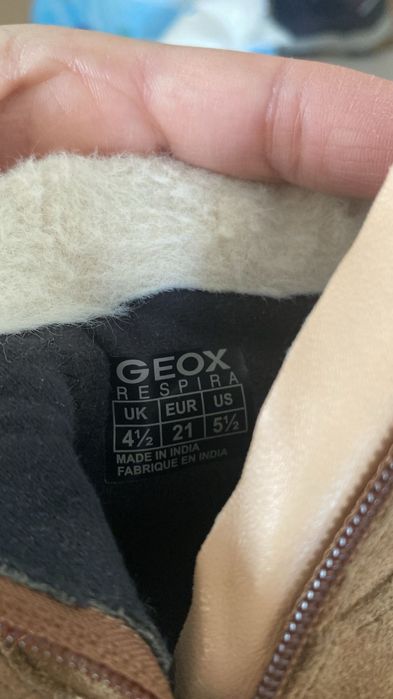 GEOX
RESPIRA
UK EUR US
4½ 21 5½
MADE IN INDIA
FABRIQUE EN INDIA